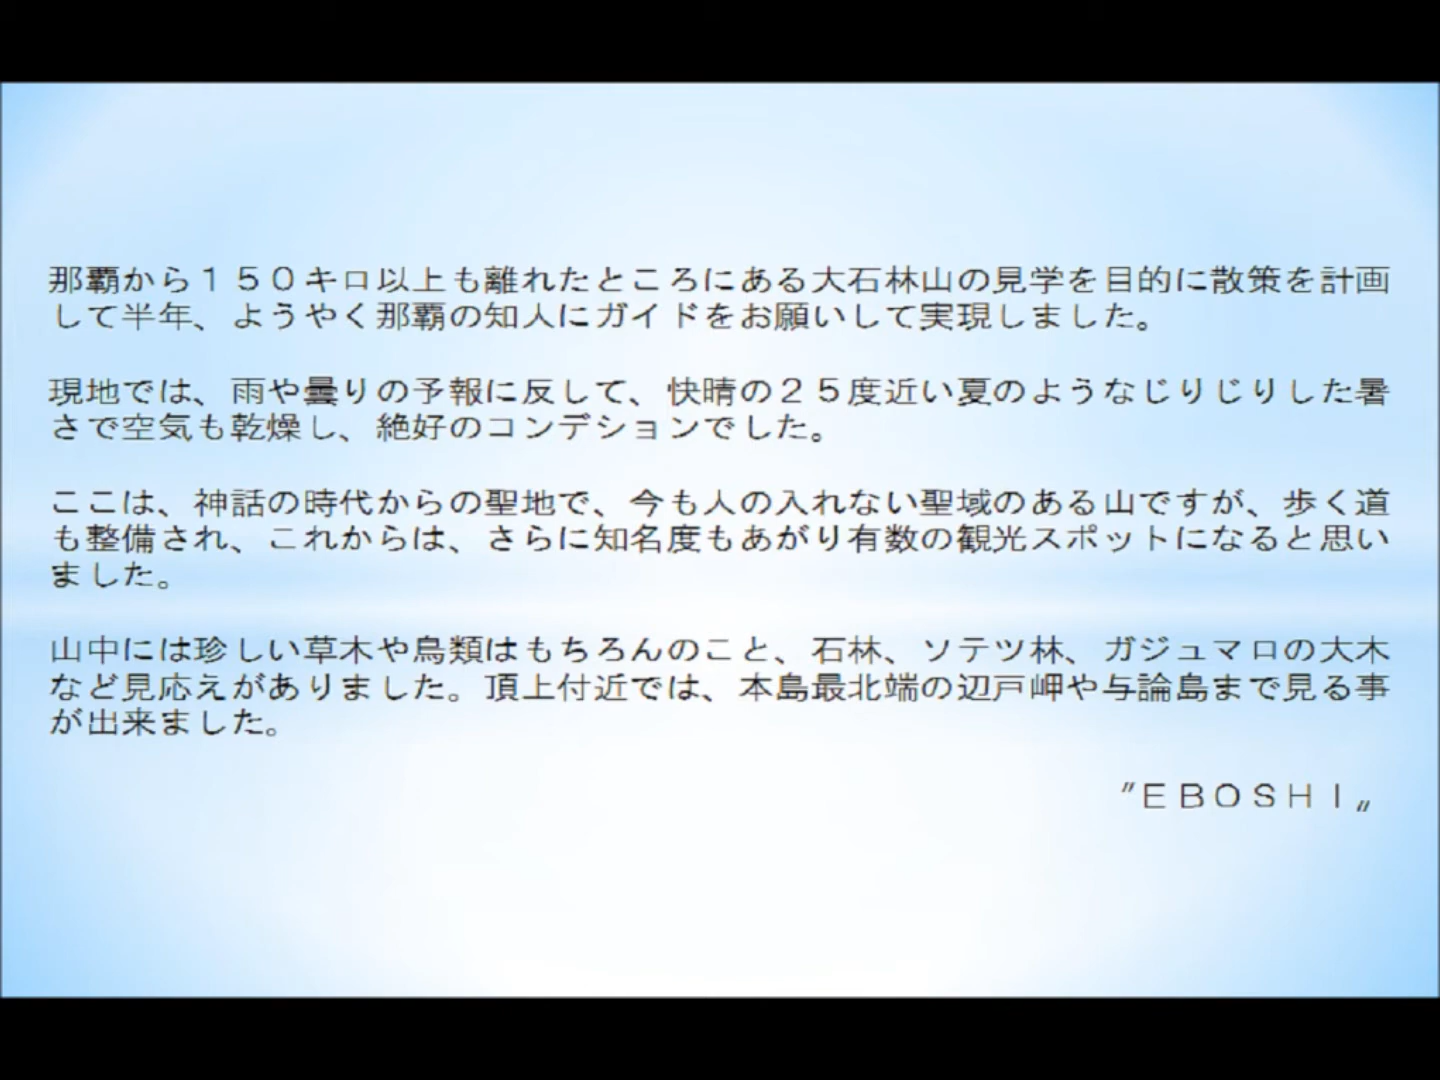 那覇から１５０キロ以上も離れたところにある大石林山の見学を目的に散策を計画
して半年、ようやく那覇の知人にガイドをお願いして実現しました。
現地では、雨や曇りの予報に反して、快晴の２５度近い夏のようなじりじりした暑
さで空気も乾燥し、絶好のコンデションでした。
ここは、神話の時代からの聖地で、今も人の入れない聖域のある山ですが、歩く道
も整備され、これからは、さらに知名度もあがり有数の観光スポットになると思い
ました。
山中には珍しい草木や鳥類はもちろんのこと、石林、ソテツ林、ガジュマロの大木
など見応えがありました。頂上付近では、本島最北端の辺戸岬や与論島まで見る事
が出来ました。
〃ＥＢＯＳＨＩ〃